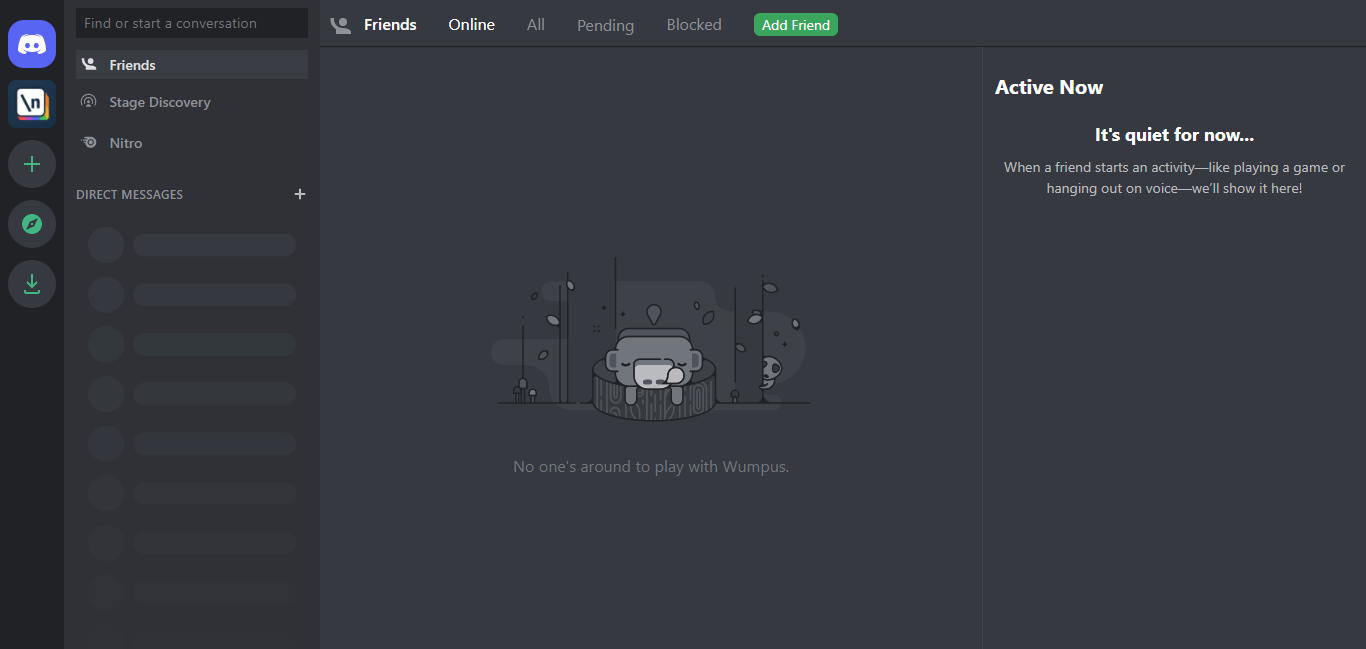 Find or start a conversation
Friends
Stage Discovery
Nitro
DIRECT MESSAGES
\n
Friends
Online
All
Pending
Blocked
Add Friend
No one's around to play with Wumpus.
Active Now
It's quiet for now...
When a friend starts an activity—like playing a game or
hanging out on voice—we'll show it here!